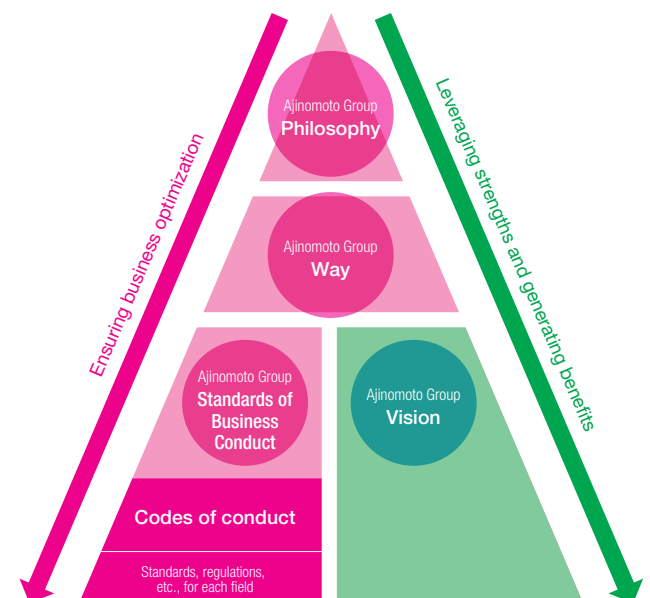 Ajinomoto Group
Philosophy
Ajinomoto Group
Way
Ensuring business optimization
Leveraging strengths and generating benefits
Ajinomoto Group
Standards of
Business
Conduct
Ajinomoto Group
Vision
Codes of conduct
Standards, regulations,
etc., for each field